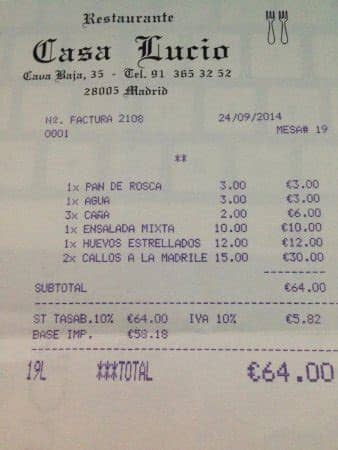 Restaurante
Casa Lucio
Cava Baja, 35 - Tel. 91 365 32 52
28005 Madrid
Nº. FACTURA 2108 24/09/2014
0001 MESA# 19
**
1x PAN DE ROSCA 3.00 €3.00
1x AGUA 3.00 €3.00
3x CAÑA 2.00 €6.00
1x ENSALADA MIXTA 10.00 €10.00
1x HUEVOS ESTRELLADOS 12.00 €12.00
2x CALLOS A LA MADRILE 15.00 €30.00
SUBTOTAL €64.00
ST TASAB.10% €64.00 IVA 10% €5.82
BASE IMP. €58.18
19L ***TOTAL €64.00